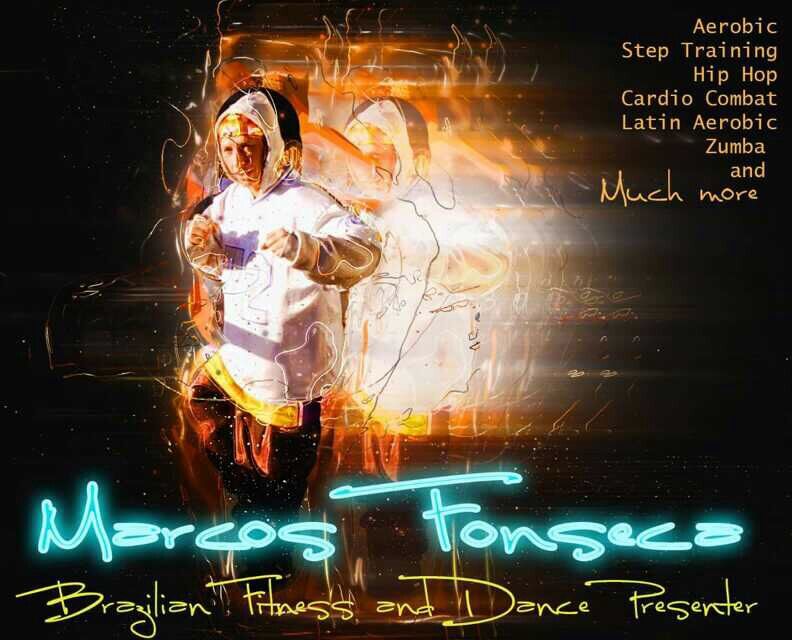 Aerobic
Step Training
Hip Hop
Cardio Combat
Latin Aerobic
Zumba
and
Much more
Marcos Fonseca
Brazilian Fitness and Dance Presenter